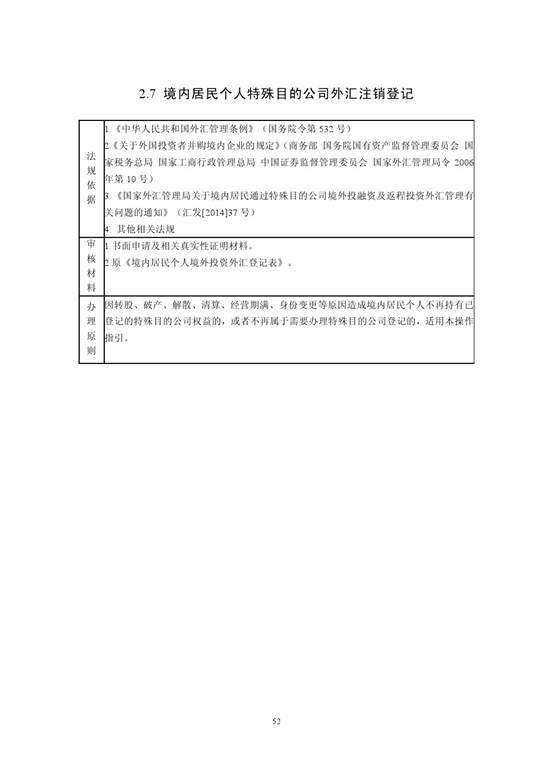 2.7 境内居民个人特殊目的公司外汇注销登记
法规依据
1.《中华人民共和国外汇管理条例》（国务院令第 532 号）
2.《关于外国投资者并购境内企业的规定》（商务部 国务院国有资产监督管理委员会 国
家税务总局 国家工商行政管理总局 中国证券监督管理委员会 国家外汇管理局令 2006
年第 10 号）
3.《国家外汇管理局关于境内居民通过特殊目的公司境外投融资及返程投资外汇管理有
关问题的通知》（汇发[2014]37 号）
4. 其他相关法规
审核材料
1.书面申请及相关真实性证明材料。
2.原《境内居民个人境外投资外汇登记表》。
办理原则
因转股、破产、解散、清算、经营期满、身份变更等原因造成境内居民个人不再持有已
登记的特殊目的公司权益的，或者不再属于需要办理特殊目的公司登记的，适用本操作
指引。
52